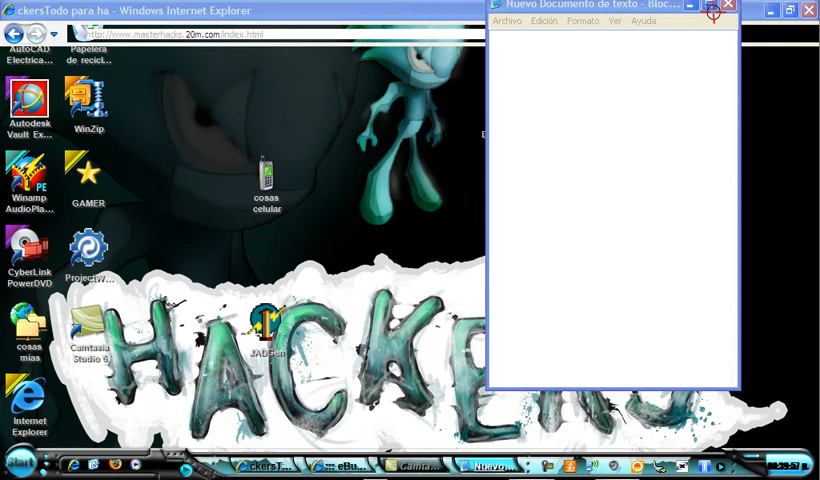 ckersTodo para ha - Windows Internet Explorer
Nuevo Documento de texto - Bloc...
Archivo Edición Formato Ver Ayuda
http://www.masterhacks.20m.com/index.html
AutoCAD
Electrica...
Papelera
de recicl...
Autodesk
Vault Ex...
WinZip
Winamp
AudioPla...
PE
GAMER
cosas
celular
CyberLink
PowerDVD
ProjectW...
cosas
mias
Camtasia
Studio 6
JADGen
Internet
Explorer
HACKERS
Start
ckersT...
::: eBu...
Camta...
Nuevo...